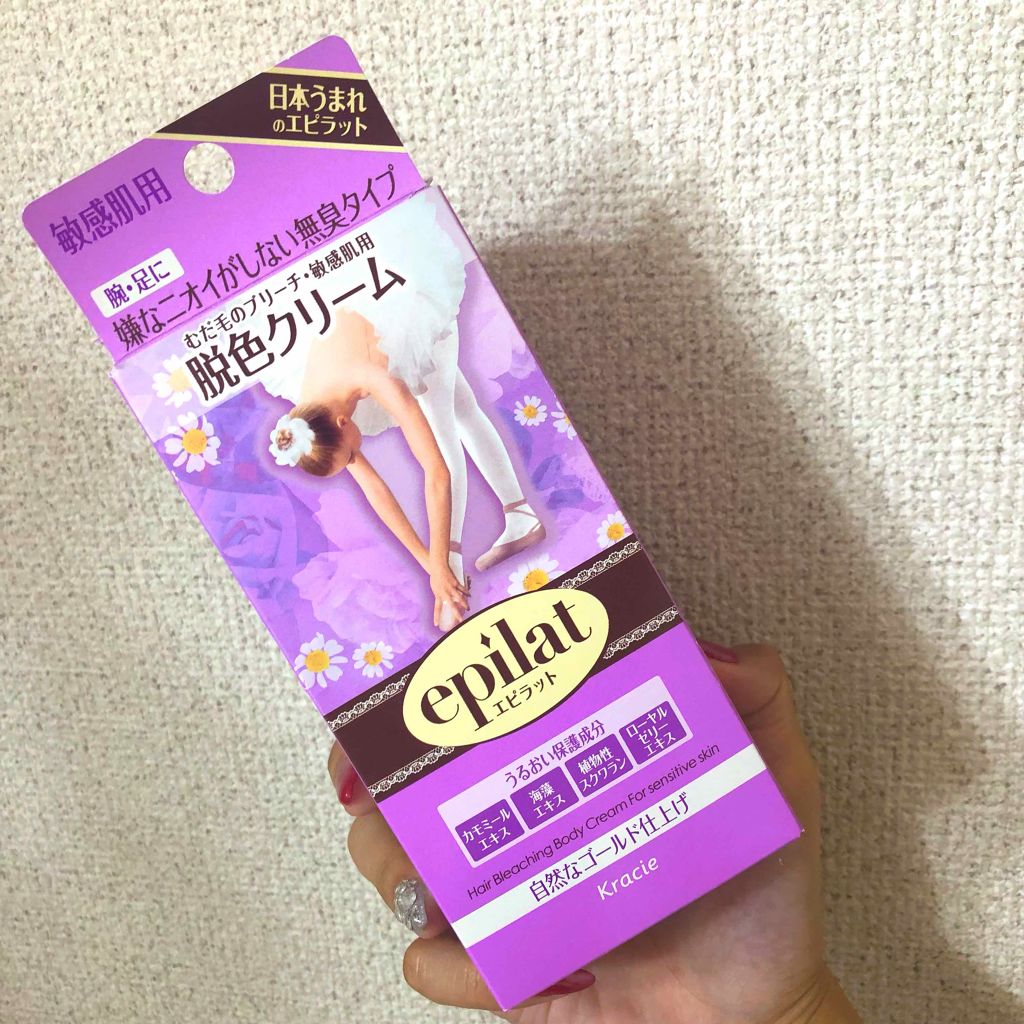 日本うまれ
のエピラット
敏感肌用
腕・足に
嫌なニオイがしない無臭タイプ
むだ毛のブリーチ・敏感肌用
脱色クリーム
epilat
エピラット
うるおい保護成分
カモミール
エキス
海藻
エキス
植物性
スクワラン
ローヤル
ゼリー
エキス
Hair Bleaching Body Cream For sensitive skin
自然なゴールド仕上げ
Kracie